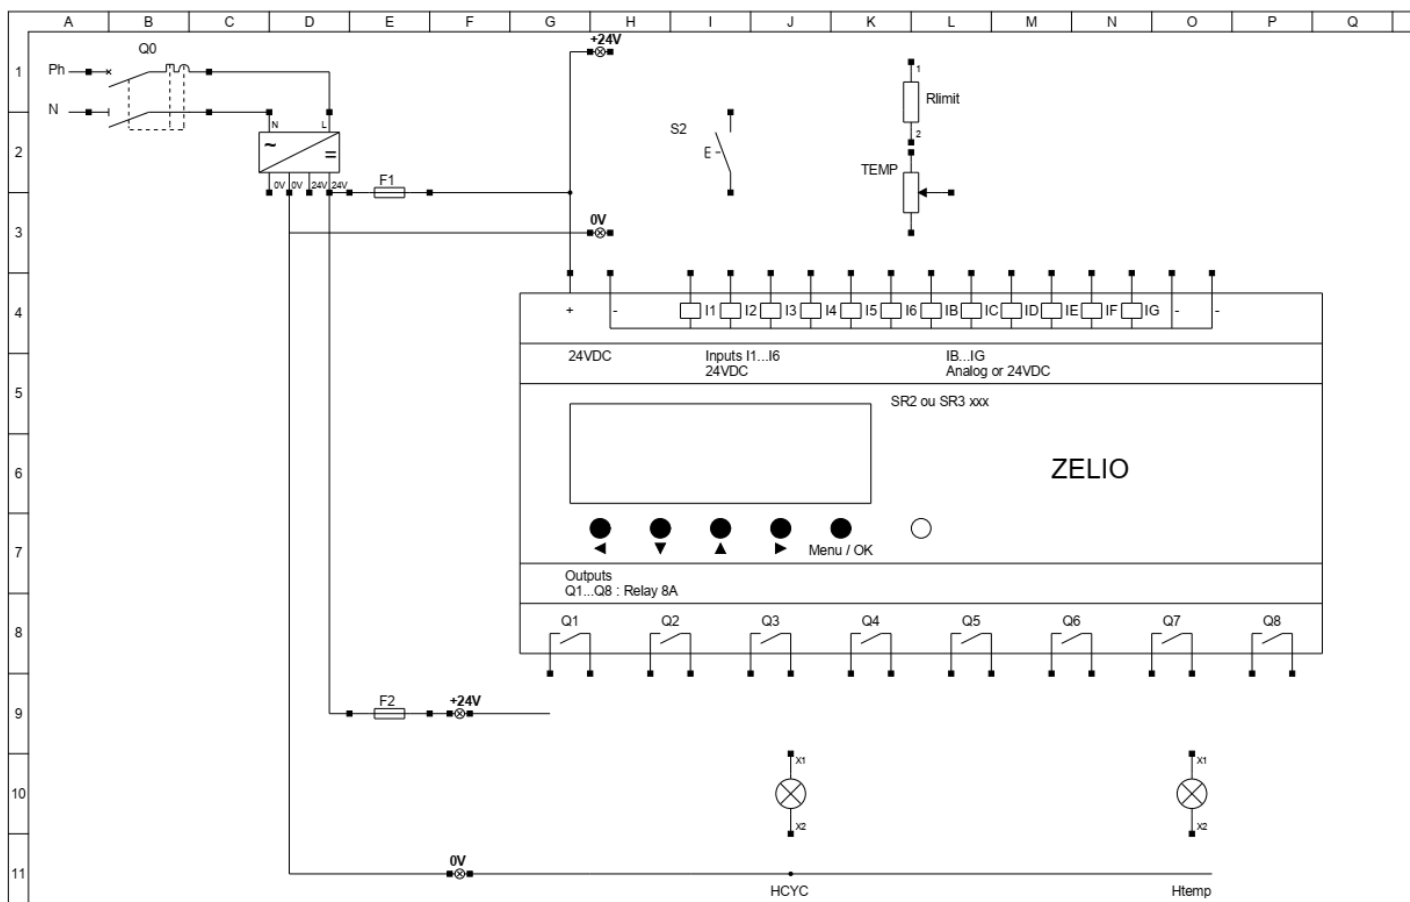 A B C D E F G H I J K L M N O P Q
+24V
Q0
1 Ph
1
Rlimit
N
2
N L
S2
E
2
TEMP
0V 0V 24V 24V
F1
0V
3
4
+ - I1 I2 I3 I4 I5 I6 IB IC ID IE IF IG - -
24VDC
Inputs I1...I6
24VDC
IB...IG
Analog or 24VDC
5
SR2 ou SR3 xxx
6
ZELIO
7
Menu / OK
Outputs
Q1...Q8 : Relay 8A
8
Q1 Q2 Q3 Q4 Q5 Q6 Q7 Q8
9
F2
+24V
X1 X1
10
X2 X2
0V
11
HCYC Htemp